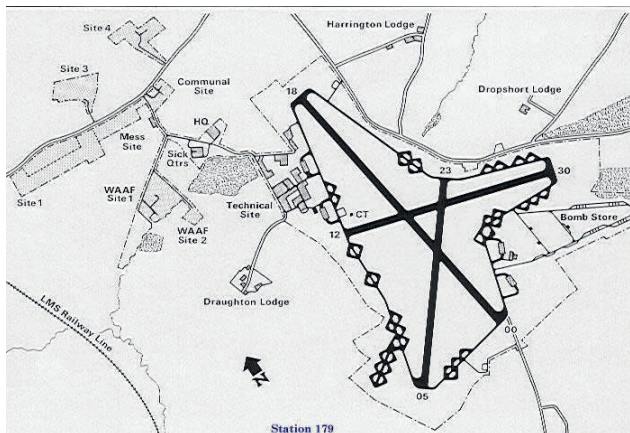 Site 4
Harrington Lodge
Site 3
Communal
Site
18
Dropshort Lodge
HQ
Mess
Site
Sick
Qtrs
23
30
Site 1
WAAF
Site 1
Technical
Site
CT
Bomb Store
12
WAAF
Site 2
Draughton Lodge
LMS Railway Line
00
N
05
Station 179